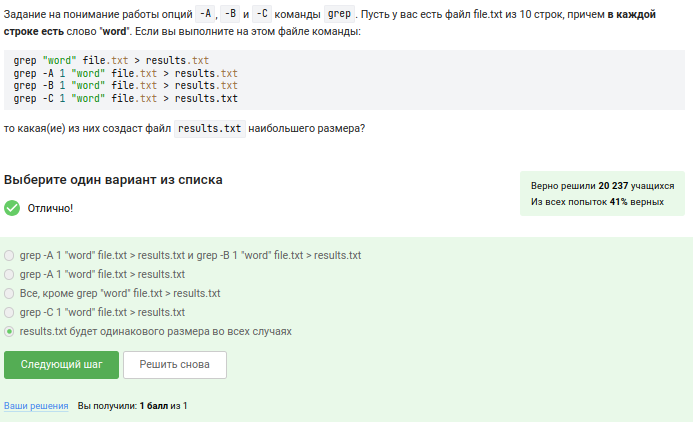 Задание на понимание работы опций -A, -B и -C команды grep. Пусть у вас есть файл file.txt из 10 строк, причем в каждой
строке есть слово "word". Если вы выполните на этом файле команды:
grep "word" file.txt > results.txt
grep -A 1 "word" file.txt > results.txt
grep -B 1 "word" file.txt > results.txt
grep -C 1 "word" file.txt > results.txt
то какая(ие) из них создаст файл results.txt наибольшего размера?
Выберите один вариант из списка
Отлично!
Верно решили 20 237 учащихся
Из всех попыток 41% верных
grep -A 1 "word" file.txt > results.txt и grep -B 1 "word" file.txt > results.txt
grep -A 1 "word" file.txt > results.txt
Все, кроме grep "word" file.txt > results.txt
grep -C 1 "word" file.txt > results.txt
results.txt будет одинакового размера во всех случаях
Следующий шаг
Решить снова
Ваши решения Вы получили: 1 балл из 1